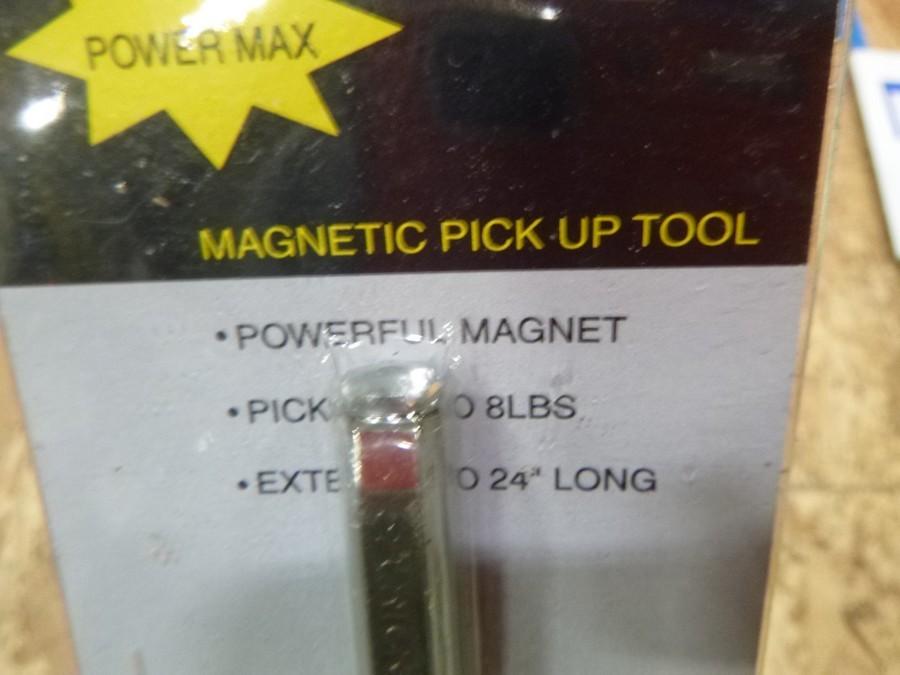 POWER MAX
MAGNETIC PICK UP TOOL
• POWERFUL MAGNET
• PICK O 8LBS
• EXTE O 24" LONG